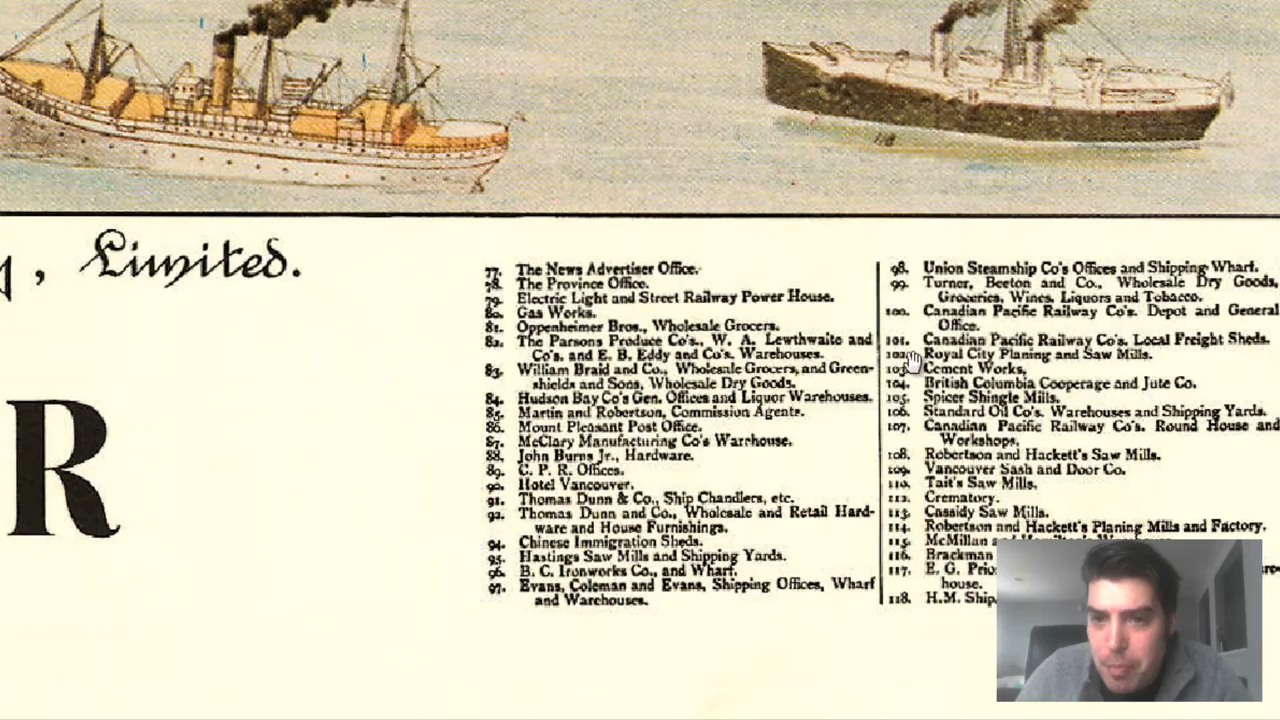 , Limited.
R
77. The News Advertiser Office.
78. The Province Office.
79. Electric Light and Street Railway Power House.
80. Gas Works.
81. Oppenheimer Bros., Wholesale Grocers.
82. The Parsons Produce Co's., W. A. Lewthwaite and
Co's. and E. B. Eddy and Co's. Warehouses.
83. William Braid and Co., Wholesale Grocers, and Green-
shields and Sons, Wholesale Dry Goods.
84. Hudson Bay Co's Gen. Offices and Liquor Warehouses.
85. Martin and Robertson, Commission Agents.
86. Mount Pleasant Post Office.
87. McClary Manufacturing Co's Warehouse.
88. John Burns Jr., Hardware.
89. C. P. R. Offices.
90. Hotel Vancouver.
91. Thomas Dunn & Co., Ship Chandlers, etc.
92. Thomas Dunn and Co., Wholesale and Retail Hard-
ware and House Furnishings.
94. Chinese Immigration Sheds.
95. Hastings Saw Mills and Shipping Yards.
96. B. C. Ironworks Co., and Wharf.
97. Evans, Coleman and Evans, Shipping Offices, Wharf
and Warehouses.
98. Union Steamship Co's Offices and Shipping Wharf.
99. Turner, Beeton and Co., Wholesale Dry Goods,
Groceries, Wines, Liquors and Tobacco.
100. Canadian Pacific Railway Co's. Depot and General
Office.
101. Canadian Pacific Railway Co's. Local Freight Sheds.
102. Royal City Planing and Saw Mills.
103. Cement Works.
104. British Columbia Cooperage and Jute Co.
105. Spicer Shingle Mills.
106. Standard Oil Co's. Warehouses and Shipping Yards.
107. Canadian Pacific Railway Co's. Round House and
Workshops.
108. Robertson and Hackett's Saw Mills.
109. Vancouver Sash and Door Co.
110. Tait's Saw Mills.
112. Crematory.
113. Cassidy Saw Mills.
114. Robertson and Hackett's Planing Mills and Factory.
115. McMillan
116. Brackman
117. E. G. Prio
house.
118. H.M. Ship